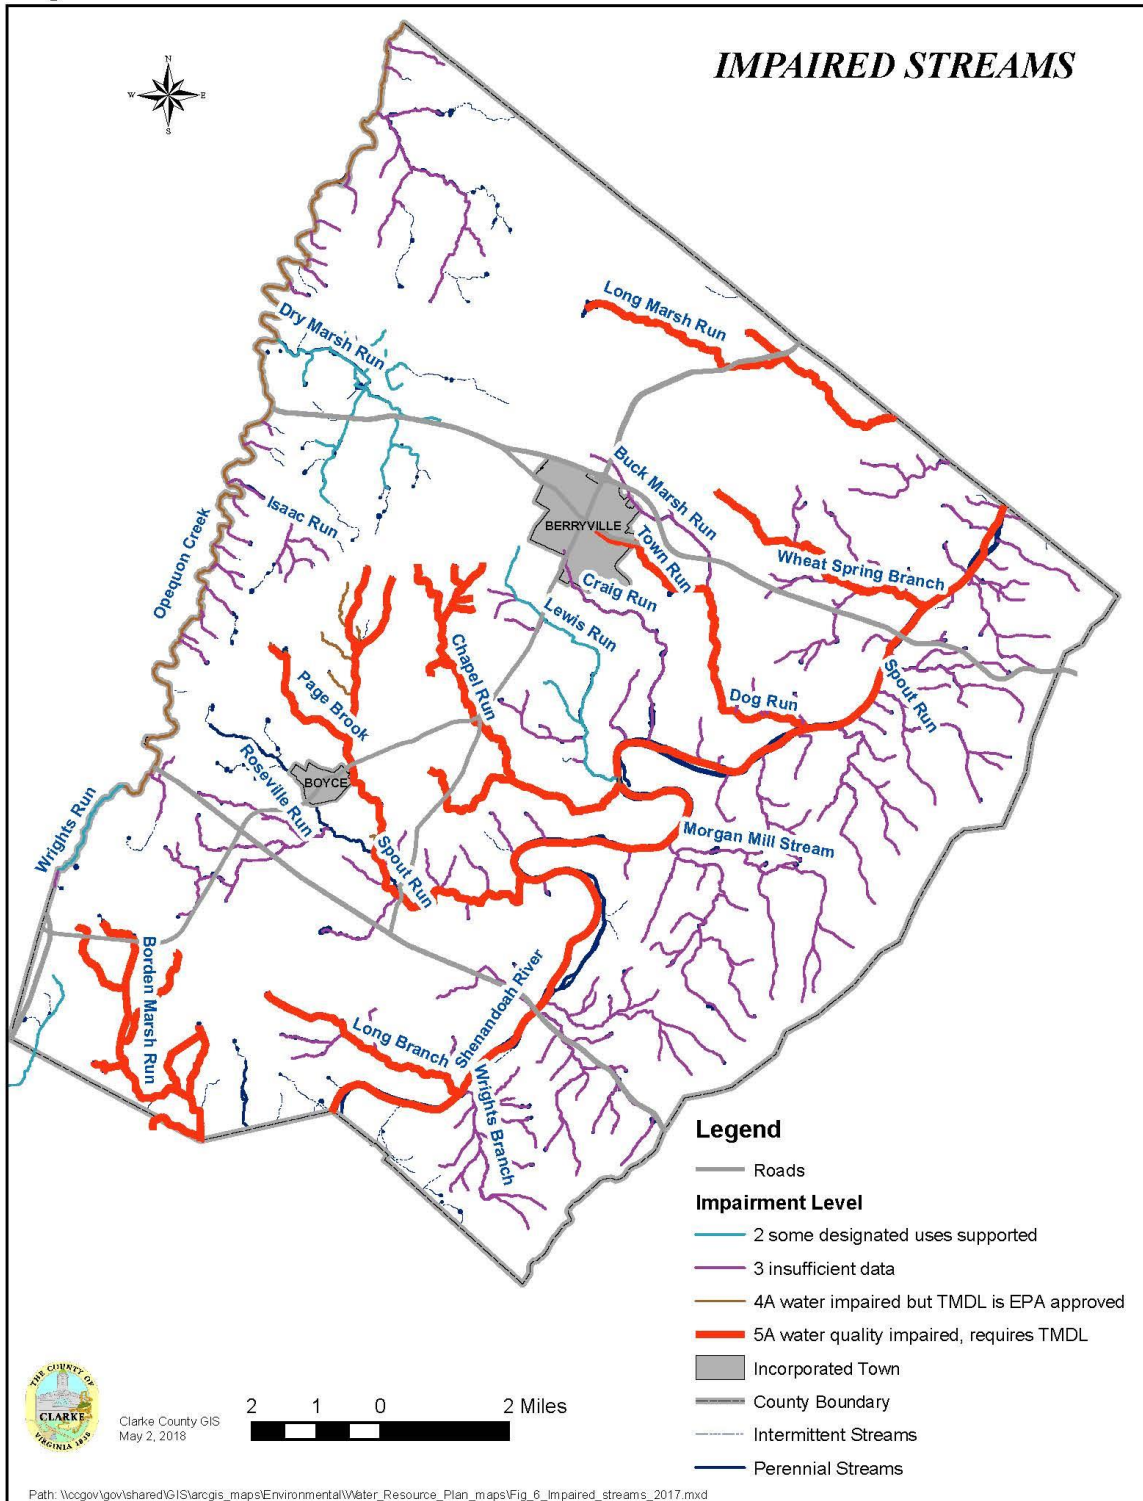 IMPAIRED STREAMS
N
W
E
S
Long Marsh Run
Dry Marsh Run
Buck Marsh Run
BERRYVILLE
Isaac Run
Town Run
Wheat Spring Branch
Opequon Creek
Craig Run
Lewis Run
Chapel Run
Page Brook
Dog Run
Spout Run
Roseville Run
BOYCE
Wrights Run
Spout Run
Morgan Mill Stream
Borden Marsh Run
Shenandoah River
Long Branch
Wrights Branch
Legend
Roads
Impairment Level
2 some designated uses supported
3 insufficient data
4A water impaired but TMDL is EPA approved
5A water quality impaired, requires TMDL
Incorporated Town
County Boundary
Intermittent Streams
Perennial Streams
THE COUNTY OF
CLARKE
VIRGINIA 1836
Clarke County GIS
May 2, 2018
2 1 0 2 Miles
Path: \\ccgov\gov\shared\GIS\arcgis_maps\Environmental\Water_Resource_Plan_maps\Fig_6_Impaired_streams_2017.mxd